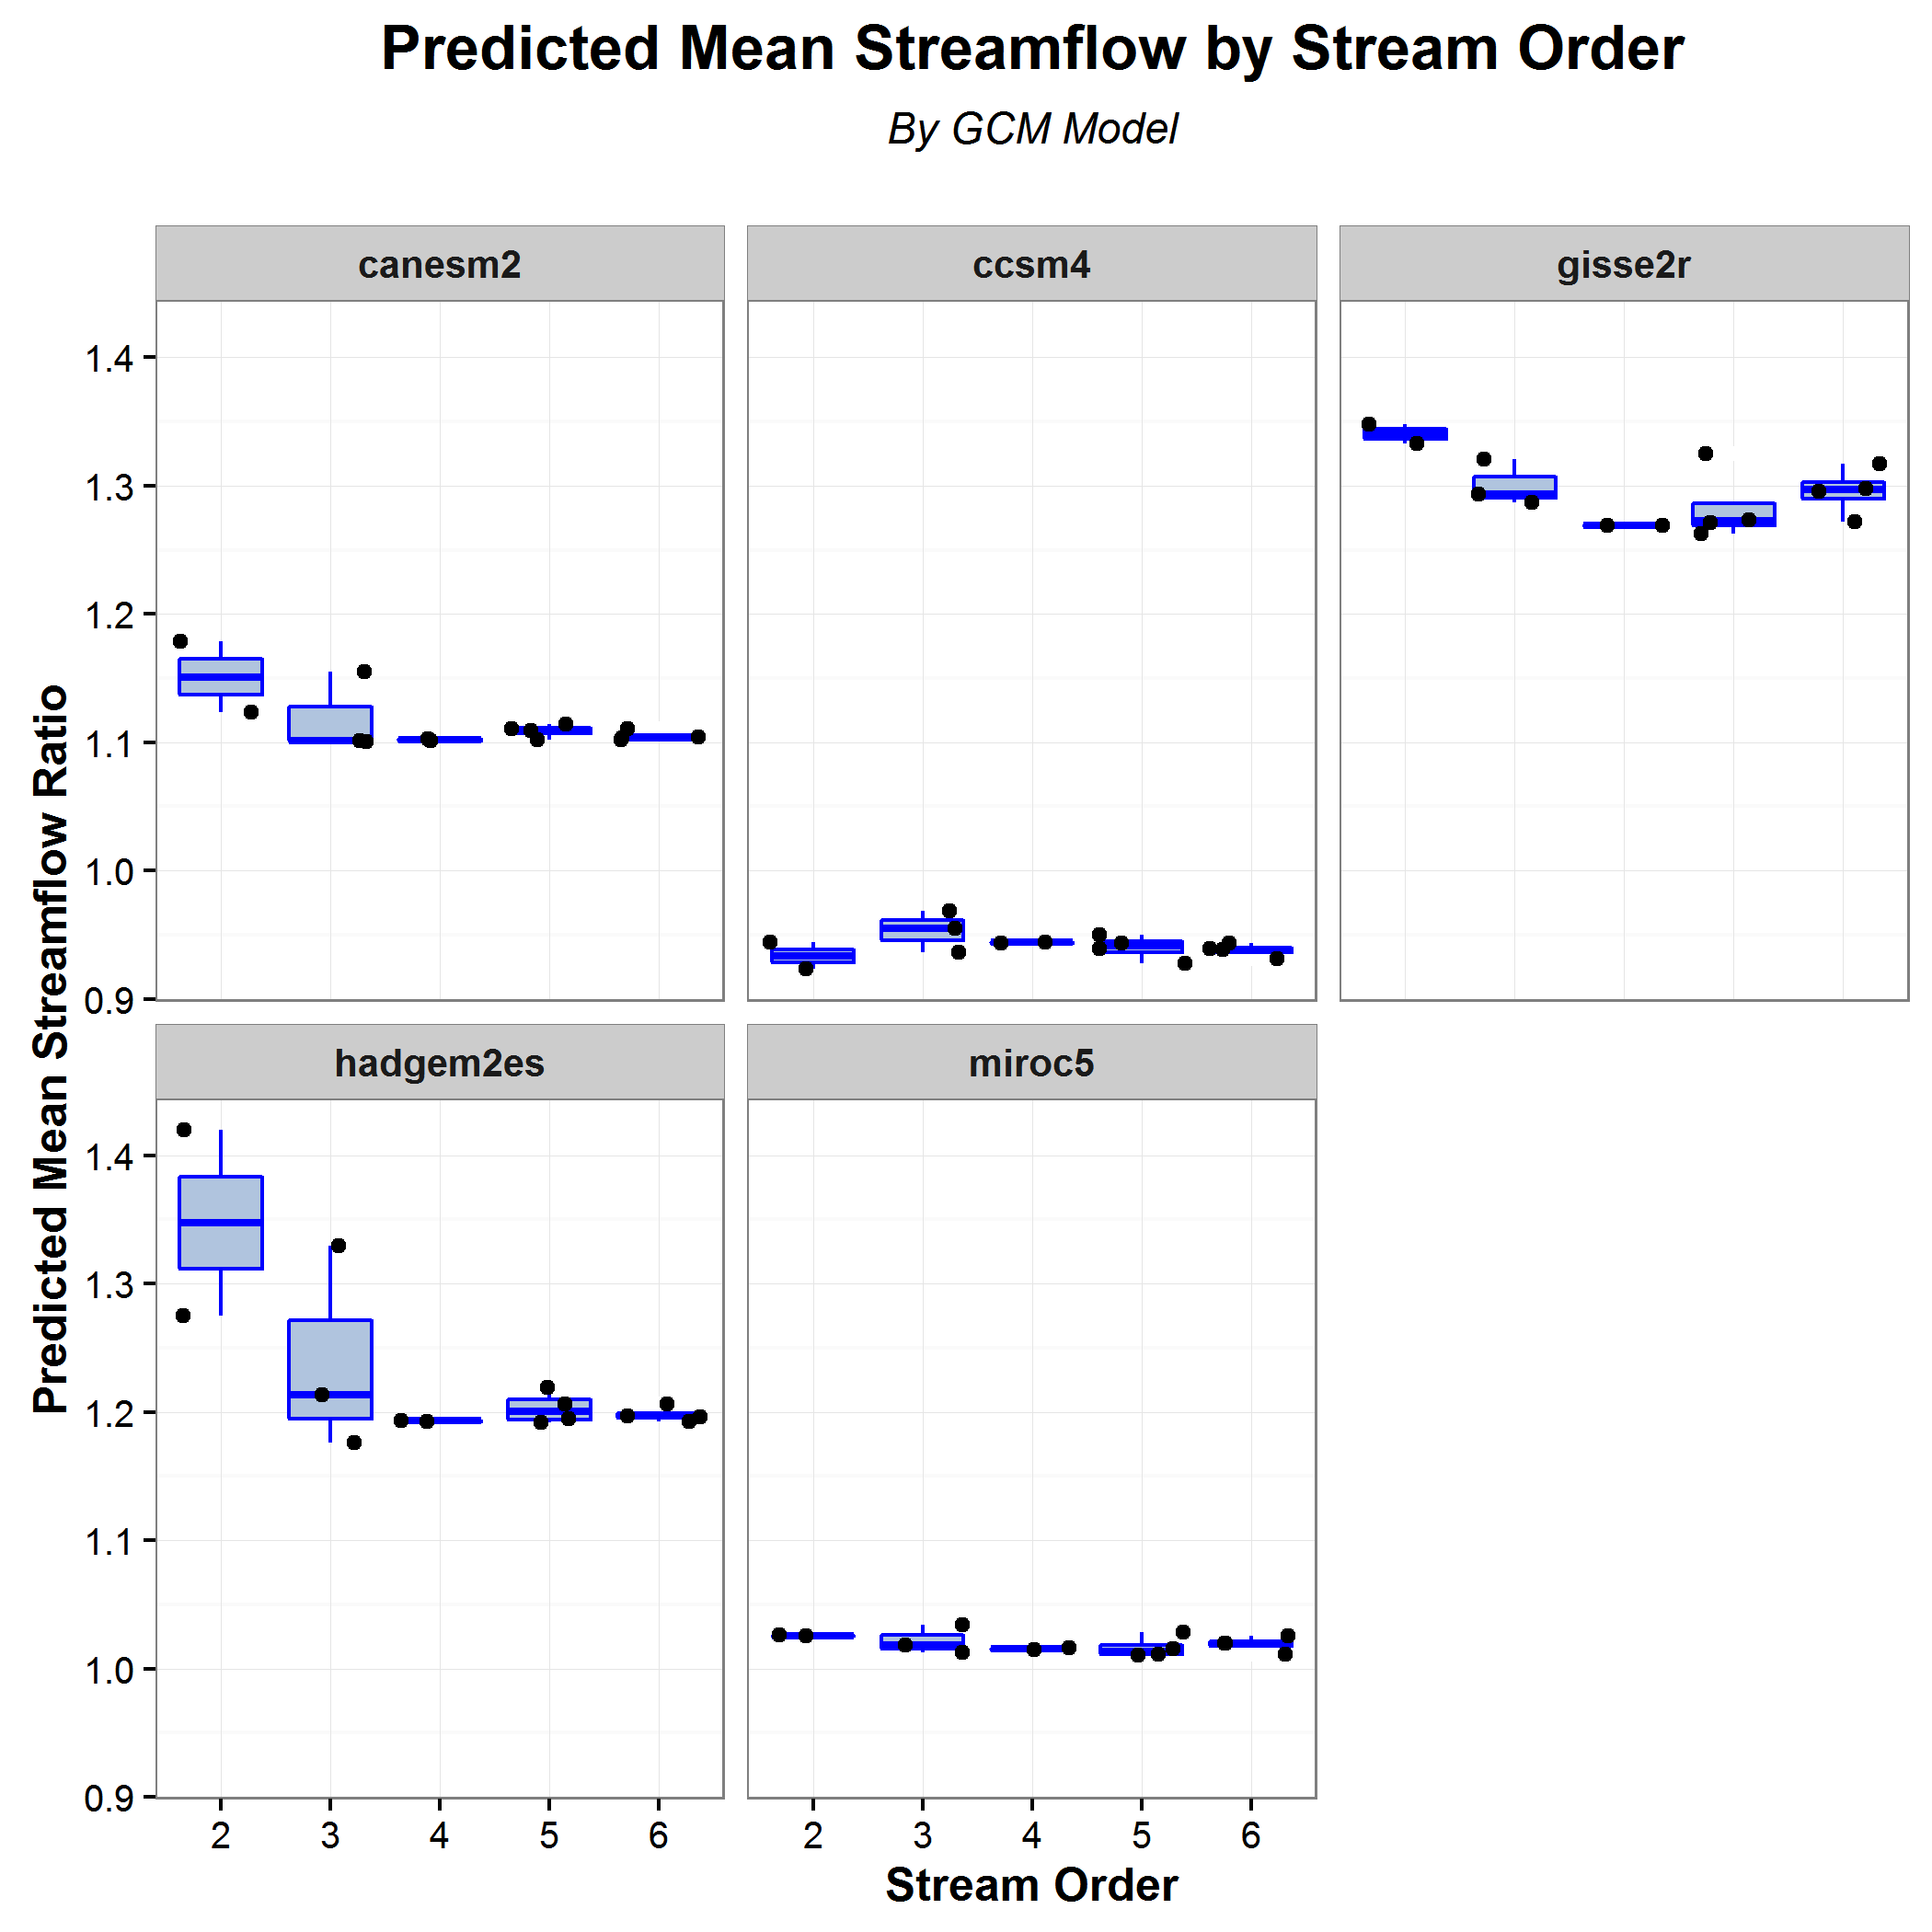 Predicted Mean Streamflow by Stream Order
By GCM Model
canesm2
ccsm4
gisse2r
1.4
1.3
1.2
1.1
1.0
0.9
Predicted Mean Streamflow Ratio
hadgem2es
miroc5
1.4
1.3
1.2
1.1
1.0
0.9
2 3 4 5 6
2 3 4 5 6
Stream Order